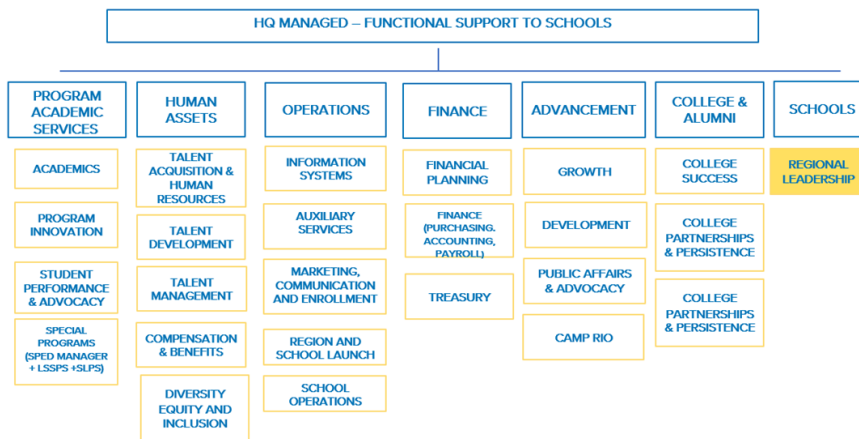 HQ MANAGED – FUNCTIONAL SUPPORT TO SCHOOLS
PROGRAM
ACADEMIC
SERVICES
ACADEMICS
PROGRAM
INNOVATION
STUDENT
PERFORMANCE
& ADVOCACY
SPECIAL
PROGRAMS
(SPED MANAGER
+ LSSPS +SLPS)
HUMAN
ASSETS
TALENT
ACQUISITION &
HUMAN
RESOURCES
TALENT
DEVELOPMENT
TALENT
MANAGEMENT
COMPENSATION
& BENEFITS
DIVERSITY
EQUITY AND
INCLUSION
OPERATIONS
INFORMATION
SYSTEMS
AUXILIARY
SERVICES
MARKETING,
COMMUNICATION
AND ENROLLMENT
REGION AND
SCHOOL LAUNCH
SCHOOL
OPERATIONS
FINANCE
FINANCIAL
PLANNING
FINANCE
(PURCHASING.
ACCOUNTING,
PAYROLL)
TREASURY
ADVANCEMENT
GROWTH
DEVELOPMENT
PUBLIC AFFAIRS
& ADVOCACY
CAMP RIO
COLLEGE &
ALUMNI
COLLEGE
SUCCESS
COLLEGE
PARTNERSHIPS
& PERSISTENCE
COLLEGE
PARTNERSHIPS
& PERSISTENCE
SCHOOLS
REGIONAL
LEADERSHIP